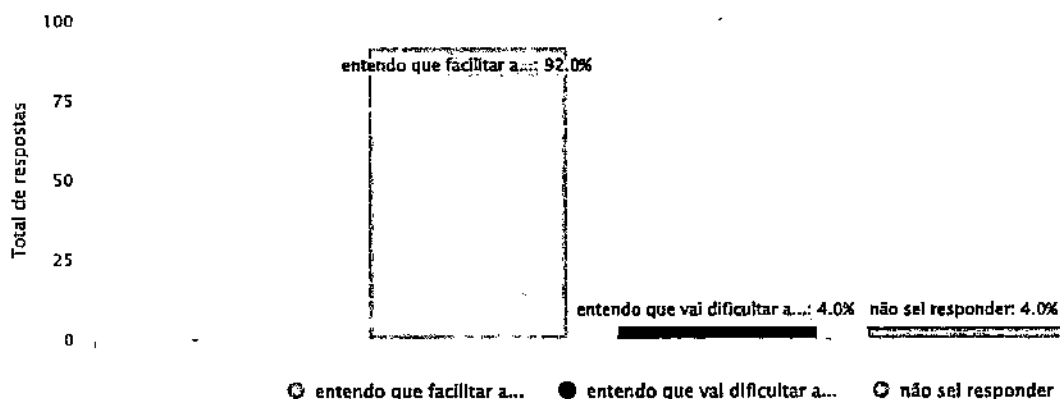 100
entendo que facilitar a...: 92.0%
75
Total de respostas
50
25
entendo que vai dificultar a...: 4.0%
não sei responder: 4.0%
0
entendo que facilitar a...
entendo que vai dificultar a...
não sei responder